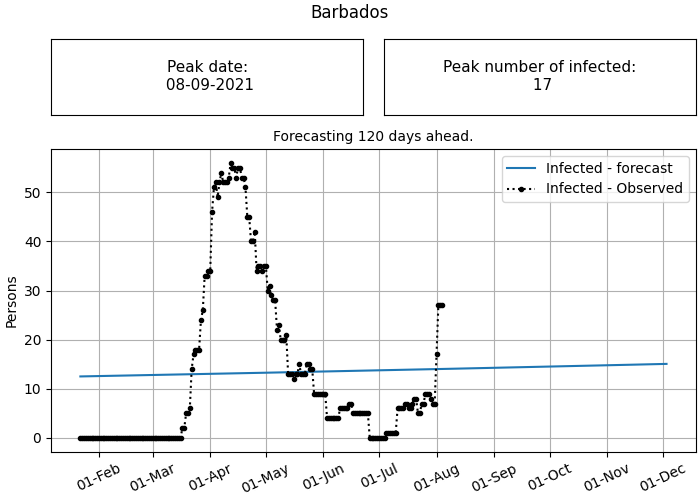 Barbados
Peak date:
08-09-2021
Peak number of infected:
17
Forecasting 120 days ahead.
Infected - forecast
Infected - Observed
Persons
50
40
30
20
10
0
01-Feb
01-Mar
01-Apr
01-May
01-Jun
01-Jul
01-Aug
01-Sep
01-Oct
01-Nov
01-Dec